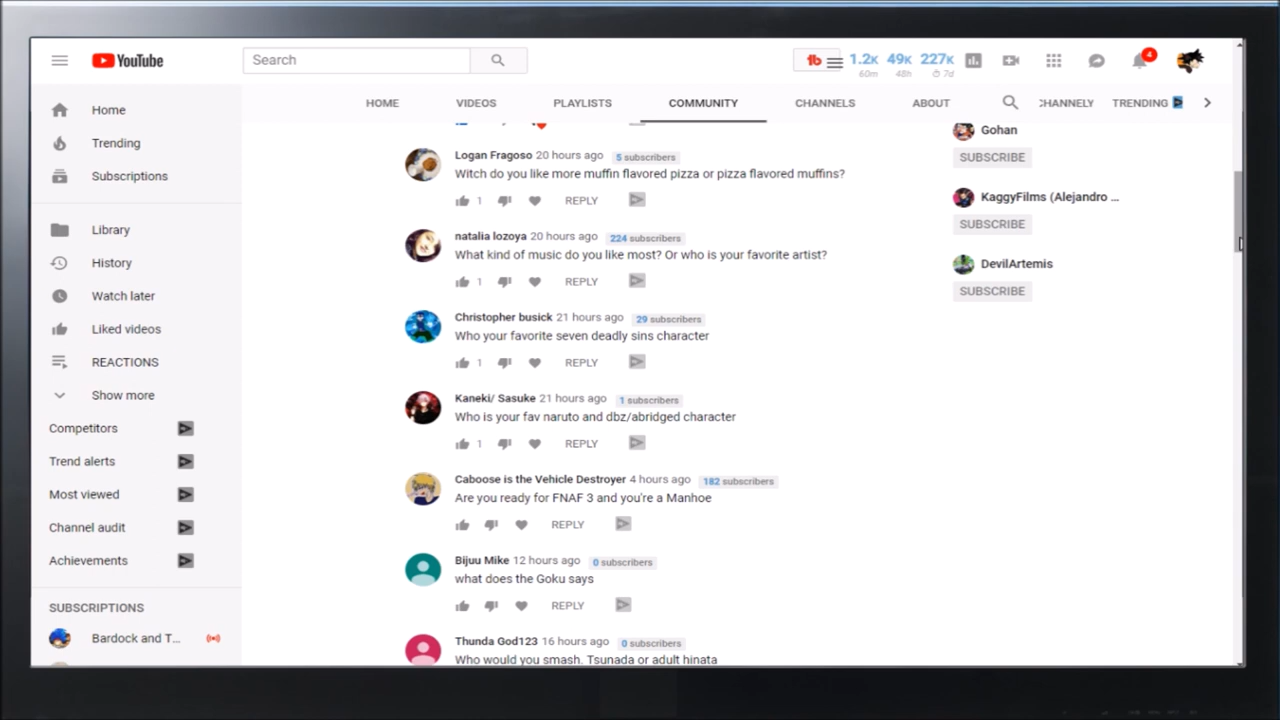 YouTube
Search
tb
1.2K 49K 227K
60m 48h 7d
4
HOME VIDEOS PLAYLISTS COMMUNITY CHANNELS ABOUT CHANNELY TRENDING
Home
Trending
Subscriptions
Library
History
Watch later
Liked videos
REACTIONS
Show more
Competitors
Trend alerts
Most viewed
Channel audit
Achievements
SUBSCRIPTIONS
Bardock and T...
Logan Fragoso 20 hours ago 5 subscribers
Witch do you like more muffin flavored pizza or pizza flavored muffins?
1 REPLY
natalia lozoya 20 hours ago 224 subscribers
What kind of music do you like most? Or who is your favorite artist?
1 REPLY
Christopher busick 21 hours ago 29 subscribers
Who your favorite seven deadly sins character
1 REPLY
Kaneki/ Sasuke 21 hours ago 1 subscribers
Who is your fav naruto and dbz/abridged character
1 REPLY
Caboose is the Vehicle Destroyer 4 hours ago 182 subscribers
Are you ready for FNAF 3 and you're a Manhoe
REPLY
Bijuu Mike 12 hours ago 0 subscribers
what does the Goku says
REPLY
Thunda God123 16 hours ago 0 subscribers
Who would you smash. Tsunada or adult hinata
Gohan
SUBSCRIBE
KaggyFilms (Alejandro ...
SUBSCRIBE
DevilArtemis
SUBSCRIBE